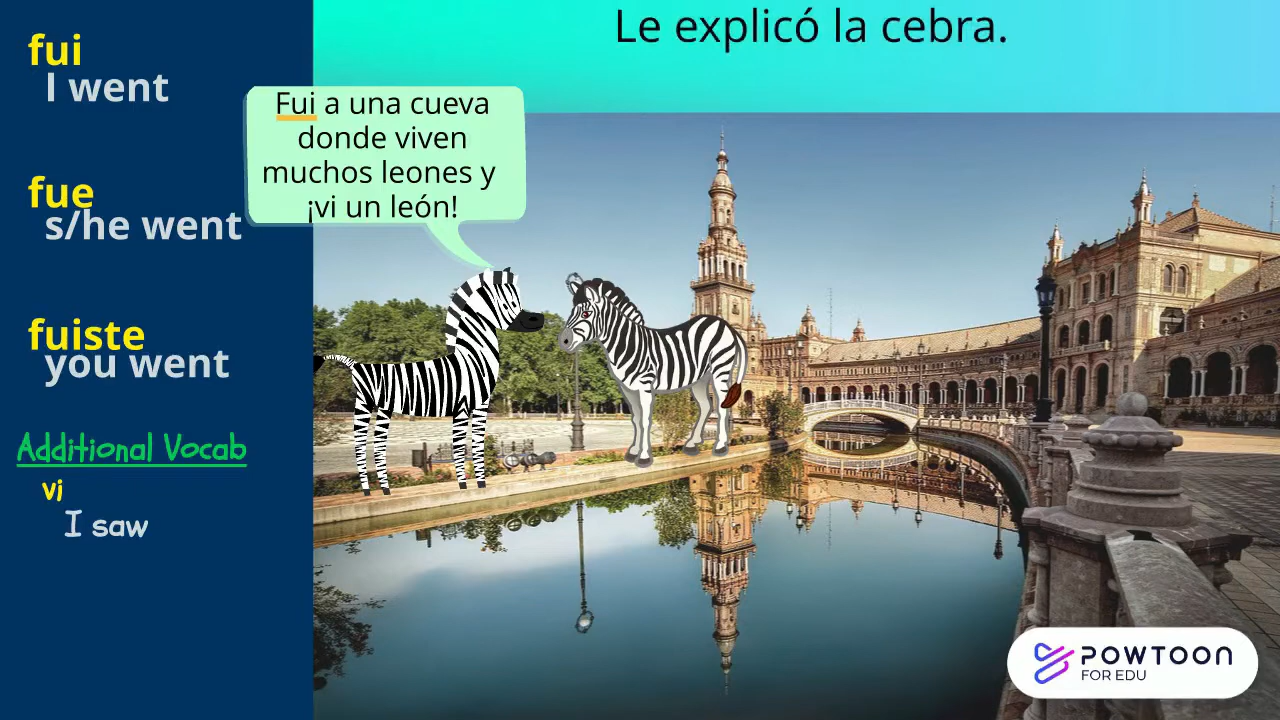 fui
I went
fue
s/he went
fuiste
you went
Additional Vocab
vi
I saw
Le explicó la cebra.
Fui a una cueva
donde viven
muchos leones y
¡vi un león!
POWTOON
FOR EDU